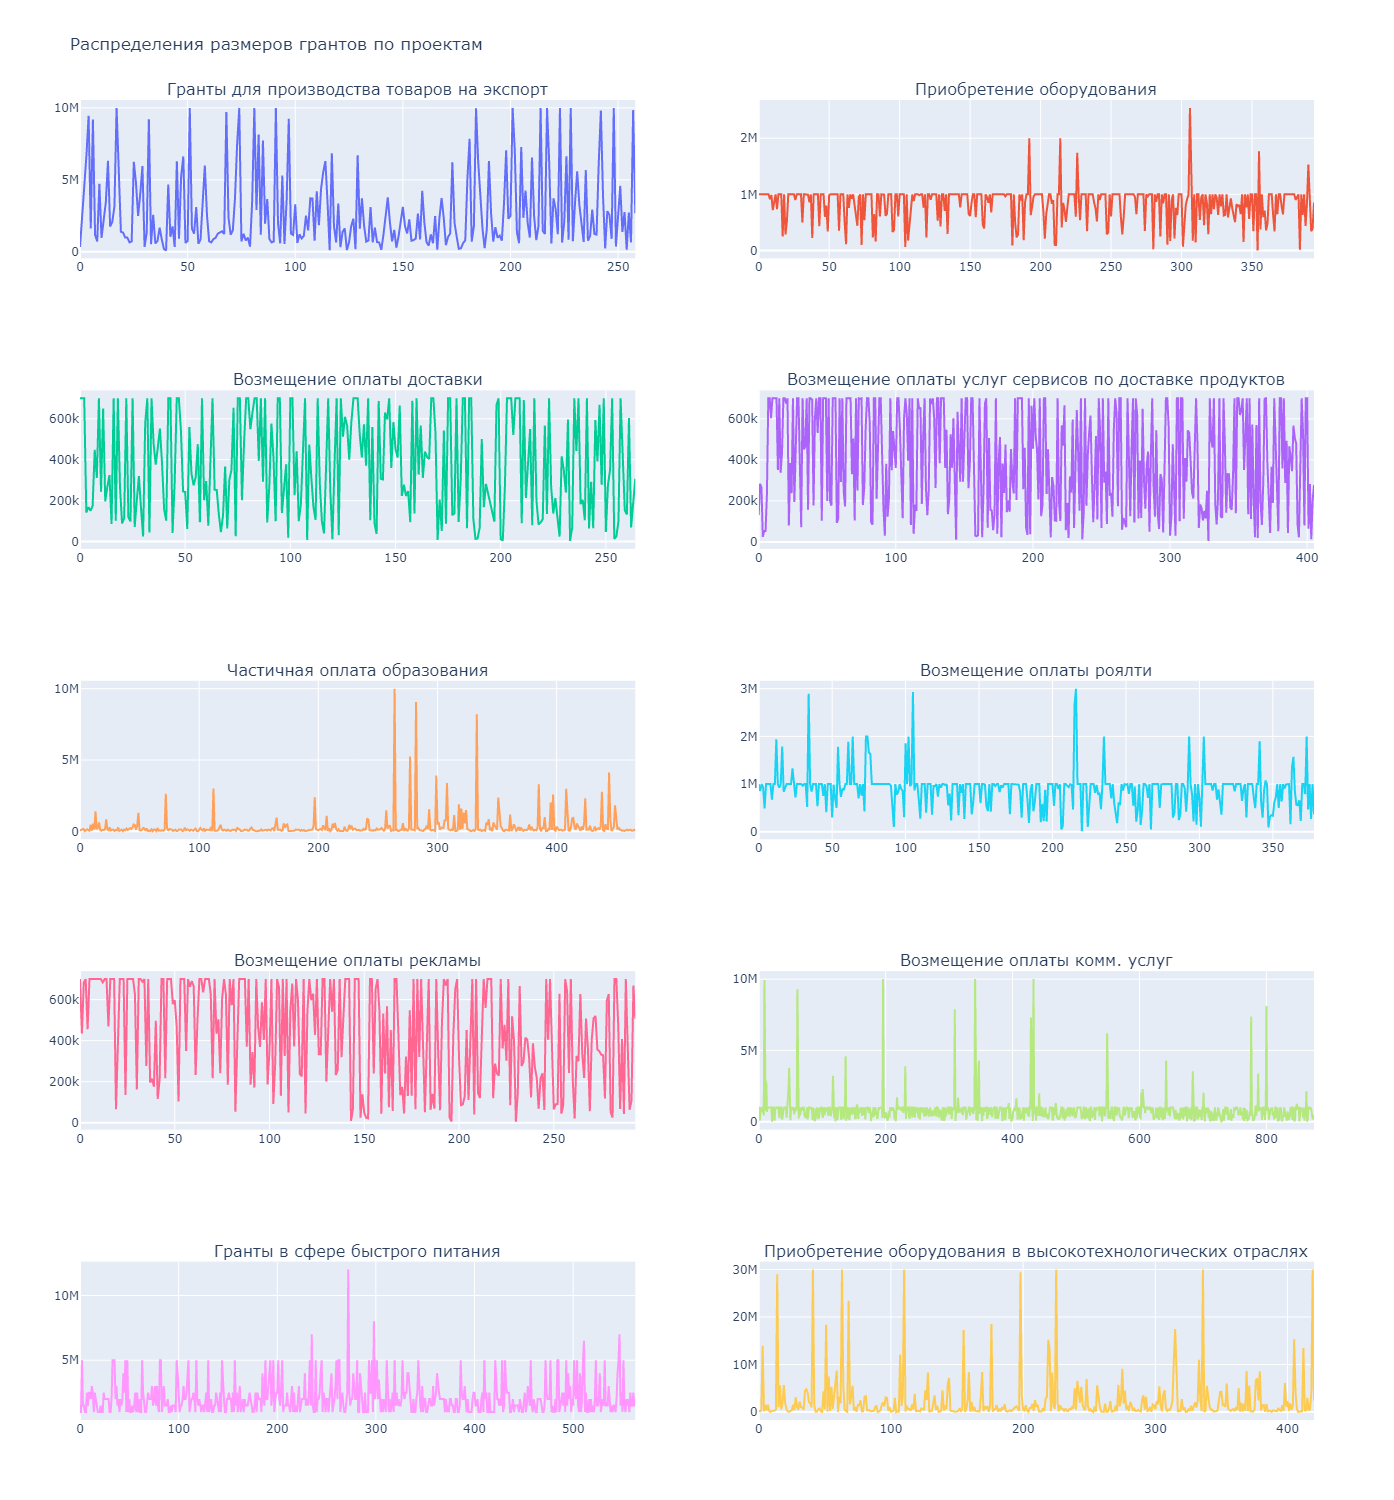 Распределения размеров грантов по проектам
Гранты для производства товаров на экспорт
10M
5M
0
0 50 100 150 200 250
Приобретение оборудования
2M
1M
0
0 50 100 150 200 250 300 350
Возмещение оплаты доставки
600k
400k
200k
0
0 50 100 150 200 250
Возмещение оплаты услуг сервисов по доставке продуктов
600k
400k
200k
0
0 100 200 300 400
Частичная оплата образования
10M
5M
0
0 100 200 300 400
Возмещение оплаты роялти
3M
2M
1M
0
0 50 100 150 200 250 300 350
Возмещение оплаты рекламы
600k
400k
200k
0
0 50 100 150 200 250
Возмещение оплаты комм. услуг
10M
5M
0
0 200 400 600 800
Гранты в сфере быстрого питания
10M
5M
0 100 200 300 400 500
Приобретение оборудования в высокотехнологических отраслях
30M
20M
10M
0
0 100 200 300 400